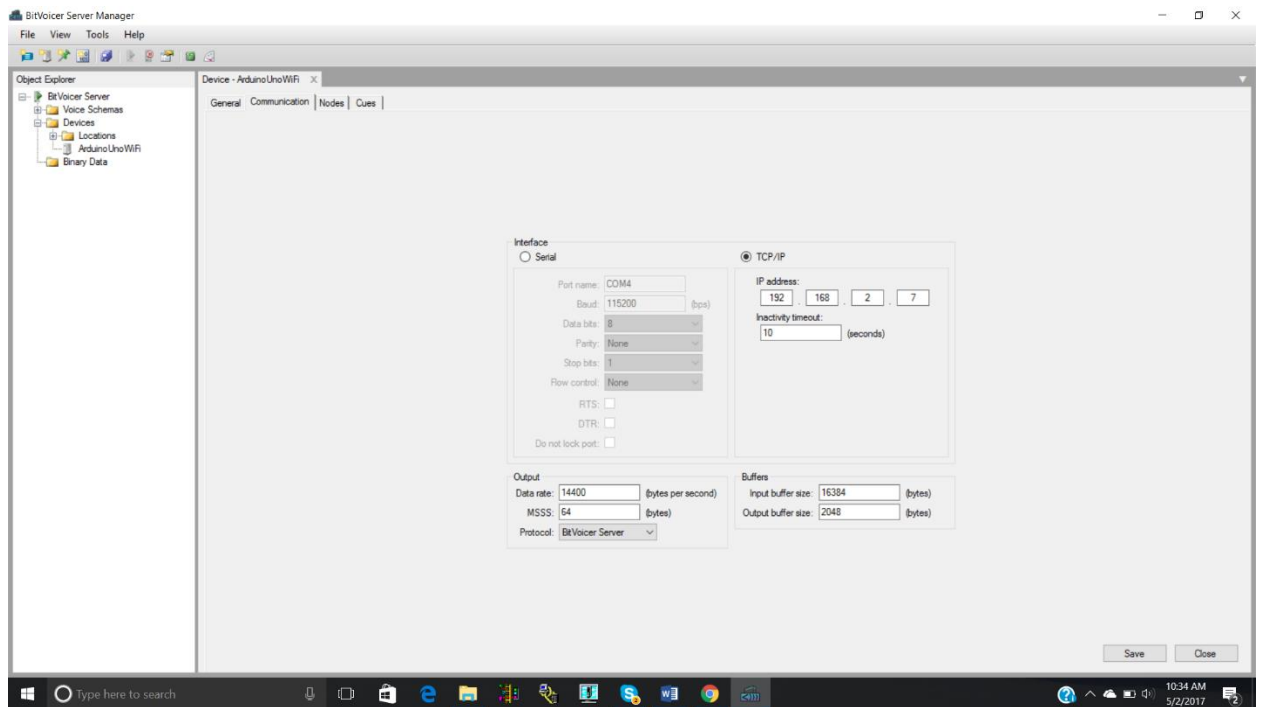 BitVoicer Server Manager
File View Tools Help
Object Explorer
BitVoicer Server
Voice Schemas
Devices
Locations
ArduinoUnoWiFi
Binary Data
Device - ArduinoUnoWiFi
General Communication Nodes Cues
Interface
Serial
Port name: COM4
Baud: 115200 (bps)
Data bits: 8
Parity: None
Stop bits: 1
Flow control: None
RTS:
DTR:
Do not lock port:
TCP/IP
IP address:
192 . 168 . 2 . 7
Inactivity timeout:
10 (seconds)
Output
Data rate: 14400 (bytes per second)
MSSS: 64 (bytes)
Protocol: BitVoicer Server
Buffers
Input buffer size: 16384 (bytes)
Output buffer size: 2048 (bytes)
Save Close
Type here to search
10:34 AM
5/2/2017